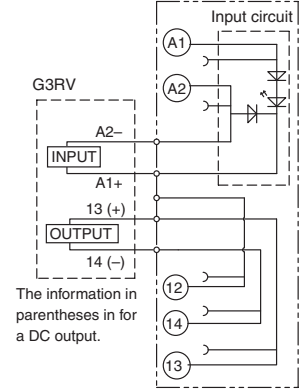 Input circuit
A1
A2
G3RV
A2–
INPUT
A1+
13 (+)
OUTPUT
14 (–)
The information in
parentheses in for
a DC output.
12
14
13